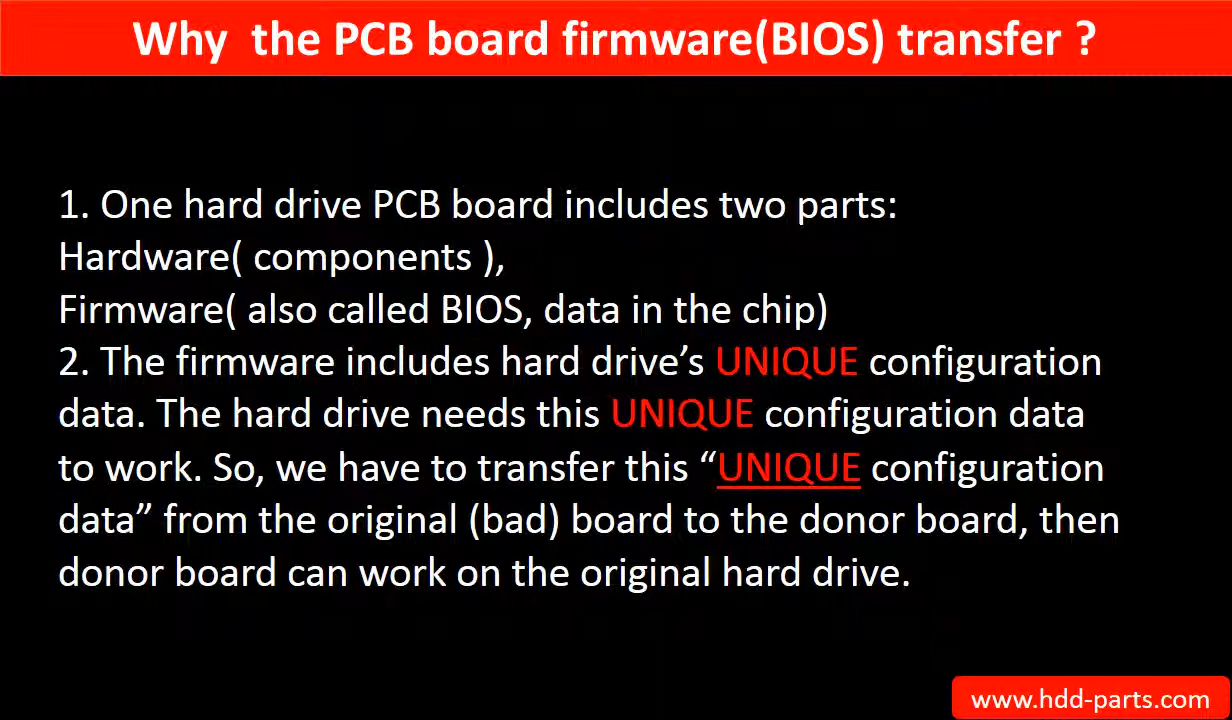 Why the PCB board firmware(BIOS) transfer ?
1. One hard drive PCB board includes two parts:
Hardware( components ),
Firmware( also called BIOS, data in the chip)
2. The firmware includes hard drive’s UNIQUE configuration
data. The hard drive needs this UNIQUE configuration data
to work. So, we have to transfer this “UNIQUE configuration
data” from the original (bad) board to the donor board, then
donor board can work on the original hard drive.
www.hdd-parts.com